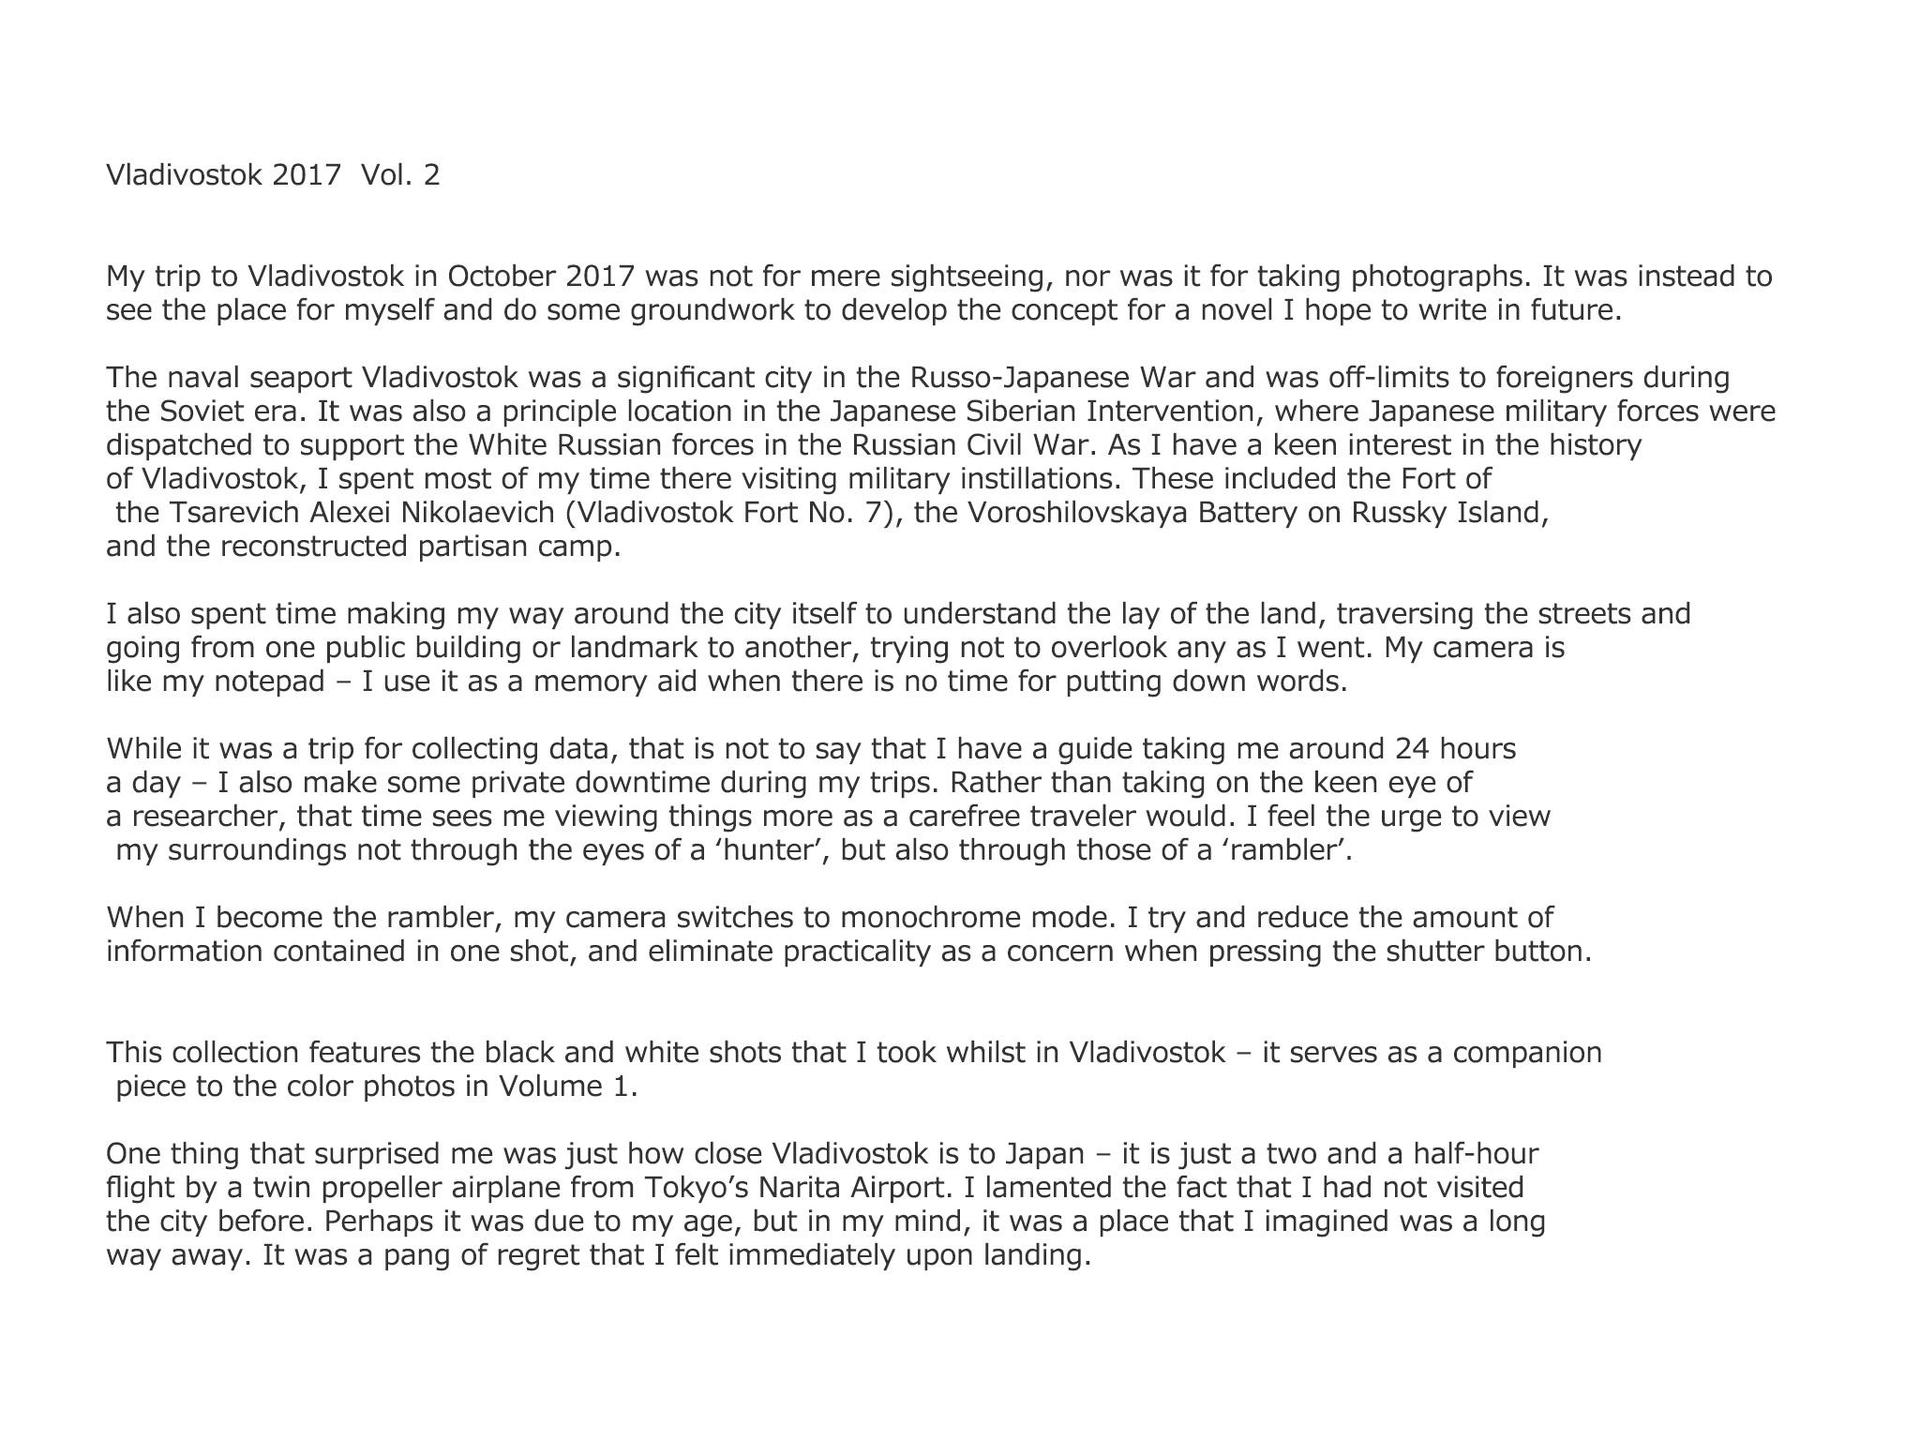 Vladivostok 2017  Vol. 2
My trip to Vladivostok in October 2017 was not for mere sightseeing, nor was it for taking photographs. It was instead to
see the place for myself and do some groundwork to develop the concept for a novel I hope to write in future.
The naval seaport Vladivostok was a significant city in the Russo-Japanese War and was off-limits to foreigners during
the Soviet era. It was also a principle location in the Japanese Siberian Intervention, where Japanese military forces were
dispatched to support the White Russian forces in the Russian Civil War. As I have a keen interest in the history
of Vladivostok, I spent most of my time there visiting military instillations. These included the Fort of
the Tsarevich Alexei Nikolaevich (Vladivostok Fort No. 7), the Voroshilovskaya Battery on Russky Island,
and the reconstructed partisan camp.
I also spent time making my way around the city itself to understand the lay of the land, traversing the streets and
going from one public building or landmark to another, trying not to overlook any as I went. My camera is
like my notepad – I use it as a memory aid when there is no time for putting down words.
While it was a trip for collecting data, that is not to say that I have a guide taking me around 24 hours
a day – I also make some private downtime during my trips. Rather than taking on the keen eye of
a researcher, that time sees me viewing things more as a carefree traveler would. I feel the urge to view
my surroundings not through the eyes of a ‘hunter’, but also through those of a ‘rambler’.
When I become the rambler, my camera switches to monochrome mode. I try and reduce the amount of
information contained in one shot, and eliminate practicality as a concern when pressing the shutter button.
This collection features the black and white shots that I took whilst in Vladivostok – it serves as a companion
piece to the color photos in Volume 1.
One thing that surprised me was just how close Vladivostok is to Japan – it is just a two and a half-hour
flight by a twin propeller airplane from Tokyo’s Narita Airport. I lamented the fact that I had not visited
the city before. Perhaps it was due to my age, but in my mind, it was a place that I imagined was a long
way away. It was a pang of regret that I felt immediately upon landing.